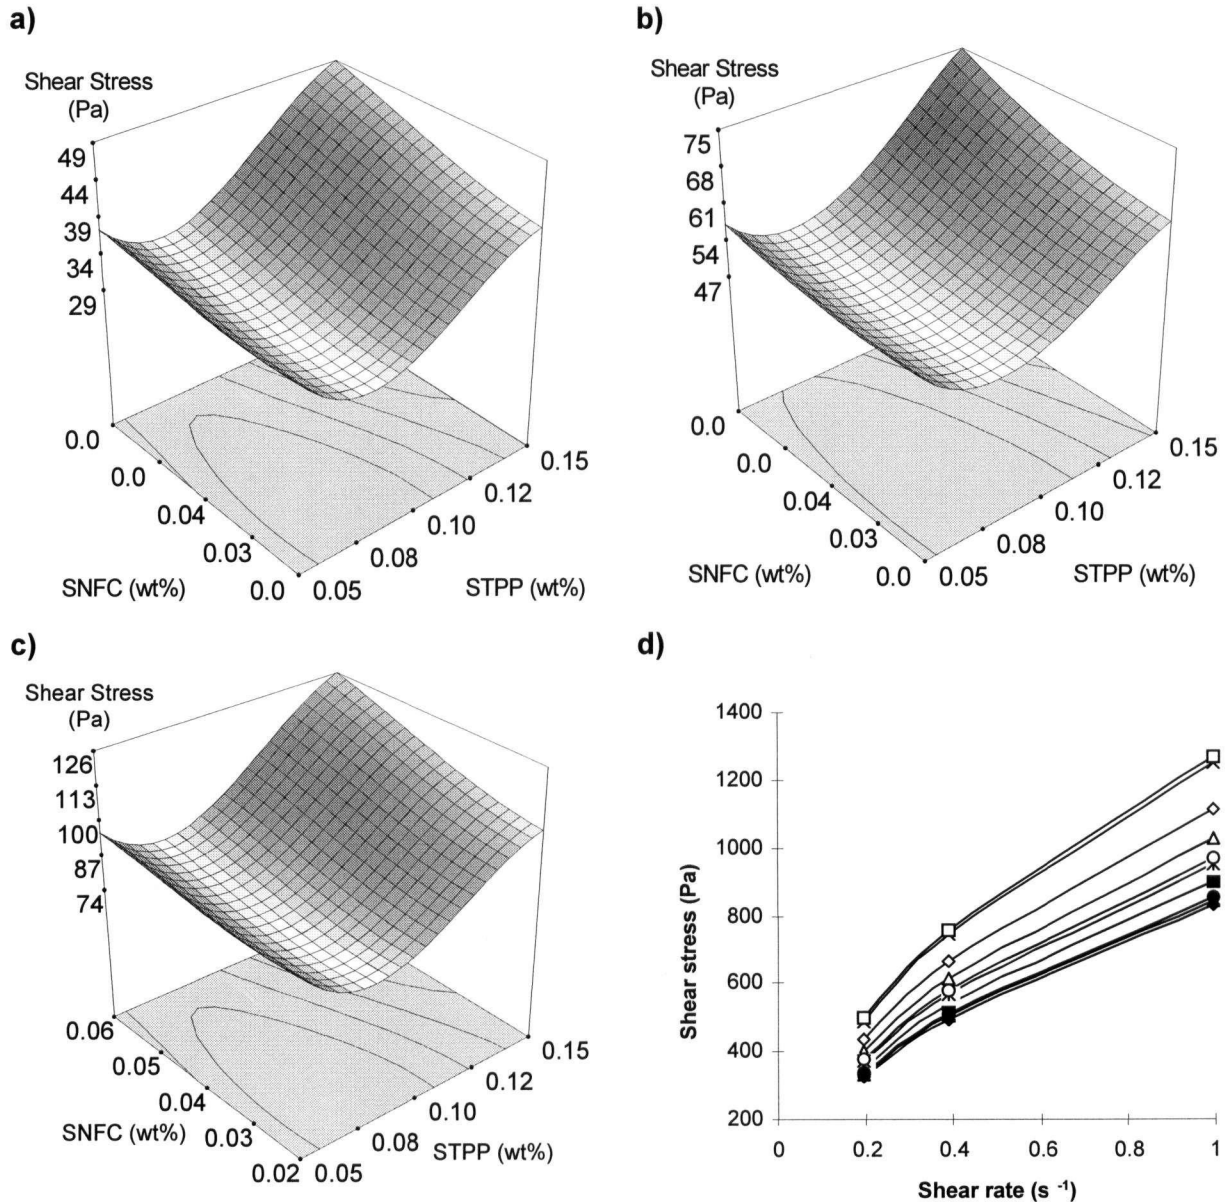 a)
Shear Stress
(Pa)
49
44
39
34
29
0.0
0.0
0.04
0.03
0.0
SNFC (wt%)
0.05
0.08
0.10
0.12
0.15
STPP (wt%)
b)
Shear Stress
(Pa)
75
68
61
54
47
0.0
0.0
0.04
0.03
0.0
SNFC (wt%)
0.05
0.08
0.10
0.12
0.15
STPP (wt%)
c)
Shear Stress
(Pa)
126
113
100
87
74
0.06
0.05
0.04
0.03
0.02
SNFC (wt%)
0.05
0.08
0.10
0.12
0.15
STPP (wt%)
d)
Shear stress (Pa)
1400
1200
1000
800
600
400
200
0 0.2 0.4 0.6 0.8 1
Shear rate (s -1)